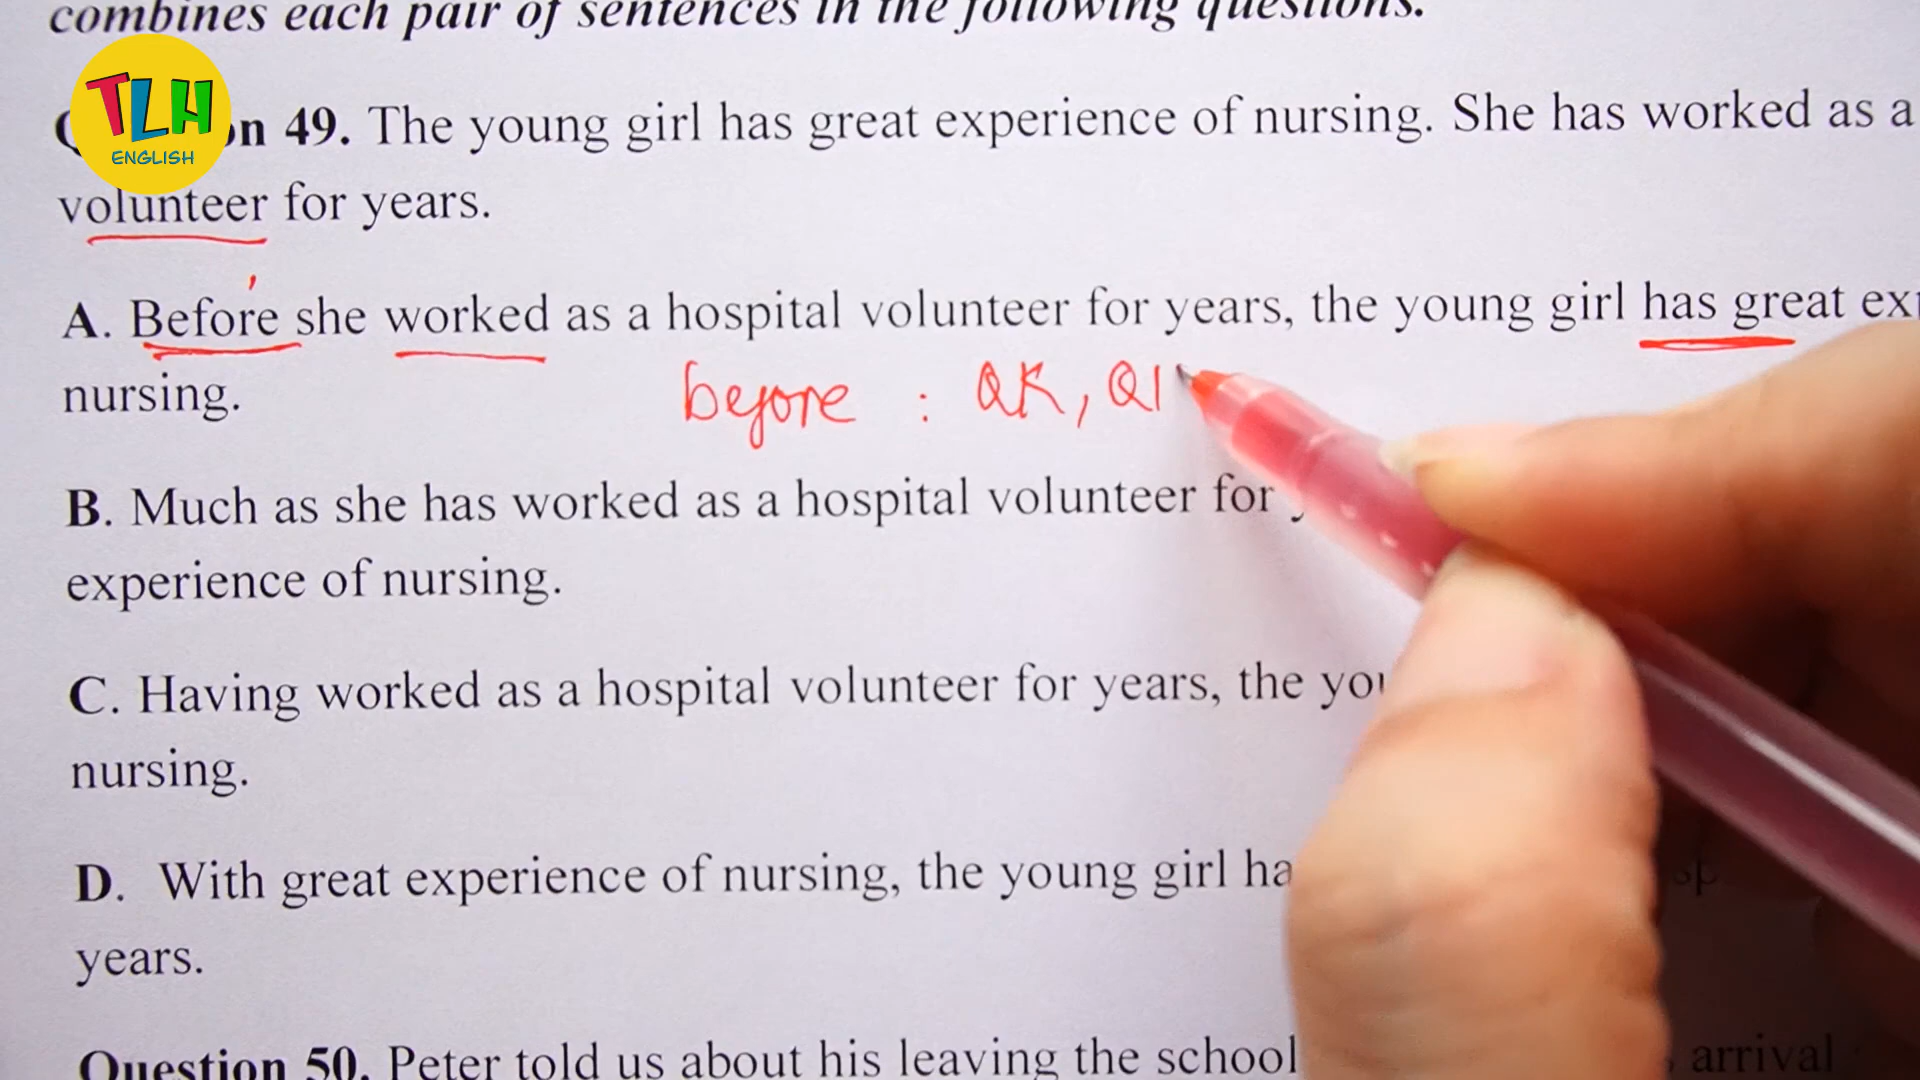 combines each pair of sentences in the following questions.
TLH
ENGLISH
on 49. The young girl has great experience of nursing. She has worked as a
volunteer for years.
A. Before she worked as a hospital volunteer for years, the young girl has great
nursing.
before : QK, Q
B. Much as she has worked as a hospital volunteer for
experience of nursing.
C. Having worked as a hospital volunteer for years, the
nursing.
D. With great experience of nursing, the young girl
years.
Question 50. Peter told us about his leaving the school
arrival